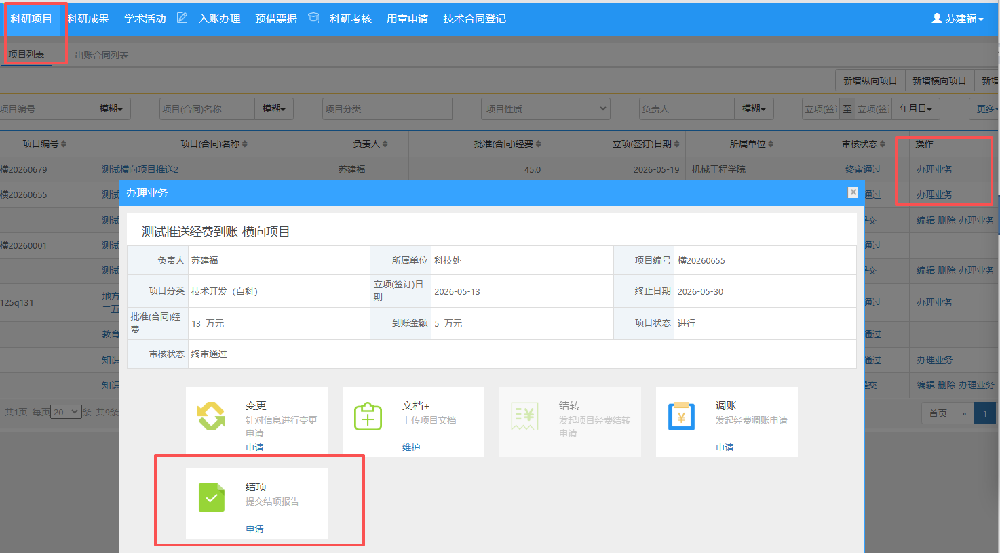 科研项目 科研成果 学术活动 入账办理 预借票据 科研考核 用章申请 技术合同登记 苏建福
项目列表 出账合同列表
新增纵向项目 新增横向项目 新增
项目编号 模糊 项目(合同)名称 模糊 项目分类 项目性质 负责人 模糊 立项(签订 至 立项(签订 年月日 更多
项目编号 项目(合同)名称 负责人 批准(合同)经费 立项(签订)日期 所属单位 审核状态 操作
横20260679 测试横向项目推送2 苏建福 45.0 2026-05-19 机械工程学院 终审通过 办理业务
横20260655 测试 通过 办理业务
测试 交 编辑 删除 办理业务
横20260001 测试 通过
测试 交 编辑 删除 办理业务
125q131 地方 二五 通过 办理业务
教育 通过
知识 通过 办理业务
知识 交 编辑 删除 办理业务
共1页 每页 20 条 共9条 首页 « 1
办理业务
测试推送经费到账-横向项目
负责人 苏建福 所属单位 科技处 项目编号 横20260655
项目分类 技术开发（自科） 立项(签订)日期 2026-05-13 终止日期 2026-05-30
批准(合同)经费 13 万元 到账金额 5 万元 项目状态 进行
审核状态 终审通过
变更 文档+ 结转 调账
针对信息进行变更 上传项目文档 发起项目经费结转 发起经费调账申请
申请 申请
申请 维护 申请
结项
提交结项报告
申请